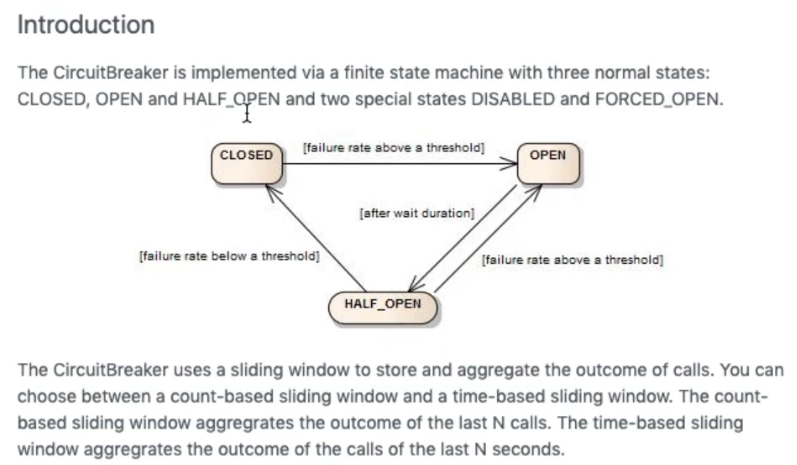 Introduction
The CircuitBreaker is implemented via a finite state machine with three normal states:
CLOSED, OPEN and HALF_OPEN and two special states DISABLED and FORCED_OPEN.
[failure rate above a threshold]
CLOSED
OPEN
[after wait duration]
[failure rate below a threshold]
[failure rate above a threshold]
HALF_OPEN
The CircuitBreaker uses a sliding window to store and aggregate the outcome of calls. You can
choose between a count-based sliding window and a time-based sliding window. The count-
based sliding window aggregrates the outcome of the last N calls. The time-based sliding
window aggregrates the outcome of the calls of the last N seconds.